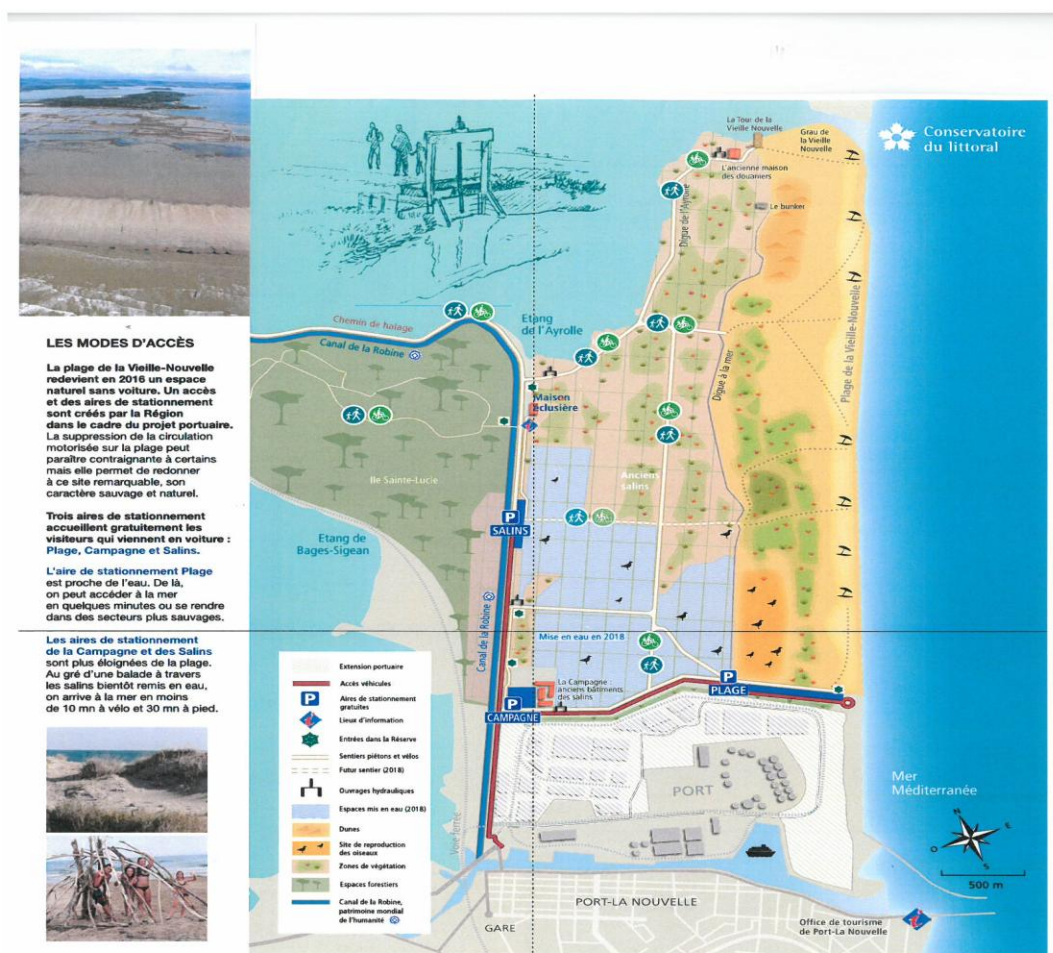 LES MODES D'ACCÈS
La plage de la Vieille-Nouvelle
redevient en 2016 un espace
naturel sans voiture. Un accès
et des aires de stationnement
sont créés par la Région
dans le cadre du projet portuaire.
La suppression de la circulation
motorisée sur la plage peut
paraître contraignante à certains
mais elle permet de redonner
à ce site remarquable, son
caractère sauvage et naturel.
Trois aires de stationnement
accueillent gratuitement les
visiteurs qui viennent en voiture :
Plage, Campagne et Salins.
L'aire de stationnement Plage
est proche de l'eau. De là,
on peut accéder à la mer
en quelques minutes ou se rendre
dans des secteurs plus sauvages.
Les aires de stationnement
de la Campagne et des Salins
sont plus éloignées de la plage.
Au gré d'une balade à travers
les salins bientôt remis en eau,
on arrive à la mer en moins
de 10 mn à vélo et 30 mn à pied.
Conservatoire
du littoral
La Tour de la
Vieille Nouvelle
Grau de
la Vieille
Nouvelle
L'ancienne maison
des douaniers
Le bunker
Digue de l'Ayrolle
Chemin de halage
Canal de la Robine
Etang
de l'Ayrolle
Digue à la mer
Plage de la Vieille-Nouvelle
Maison
éclusière
Ile Sainte-Lucie
Anciens
salins
P
SALINS
Etang de
Bages-Sigean
Canal de la Robine
Mise en eau en 2018
La Campagne :
anciens bâtiments
des salins
P
PLAGE
P
CAMPAGNE
PORT
Voie ferrée
Mer
Méditerranée
N
E
S
O
500 m
PORT-LA NOUVELLE
GARE
Office de tourisme
de Port-La Nouvelle
Extension portuaire
Accès véhicules
P
Aires de stationnement
gratuites
Lieux d'information
Entrées dans la Réserve
Sentiers piétons et vélos
Futur sentier (2018)
Ouvrages hydrauliques
Espaces mis en eau (2018)
Dunes
Site de reproduction
des oiseaux
Zones de végétation
Espaces forestiers
Canal de la Robine,
patrimoine mondial
de l'humanité